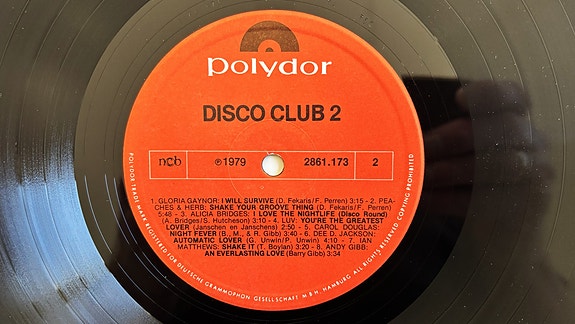 polydor
DISCO CLUB 2
ncb ℗1979 2861.173 2
1. GLORIA GAYNOR: I WILL SURVIVE (D. Fekaris/F. Perren) 3:15 - 2. PEA-
CHES & HERB: SHAKE YOUR GROOVE THING (D. Fekaris/F. Perren)
5:48 - 3. ALICIA BRIDGES: I LOVE THE NIGHTLIFE (Disco Round)
(A. Bridges/S. Hutcheson) 3:10 - 4. LUV: YOU'RE THE GREATEST
LOVER (Janschen en Janschens) 2:50 - 5. CAROL DOUGLAS:
NIGHT FEVER (B., M., & R. Gibb) 3:40 - 6. DEE D. JACKSON:
AUTOMATIC LOVER (G. Unwin/P. Unwin) 4:10 - 7. IAN
MATTHEWS: SHAKE IT (T. Boylan) 3:20 - 8. ANDY GIBB:
AN EVERLASTING LOVE (Barry Gibb) 3:34
POLYDOR TRADE MARK REGISTERED FOR DEUTSCHE GRAMMOPHON GESELLSCHAFT M B H, HAMBURG. ALL RIGHTS RESERVED COPYING PROHIBITED